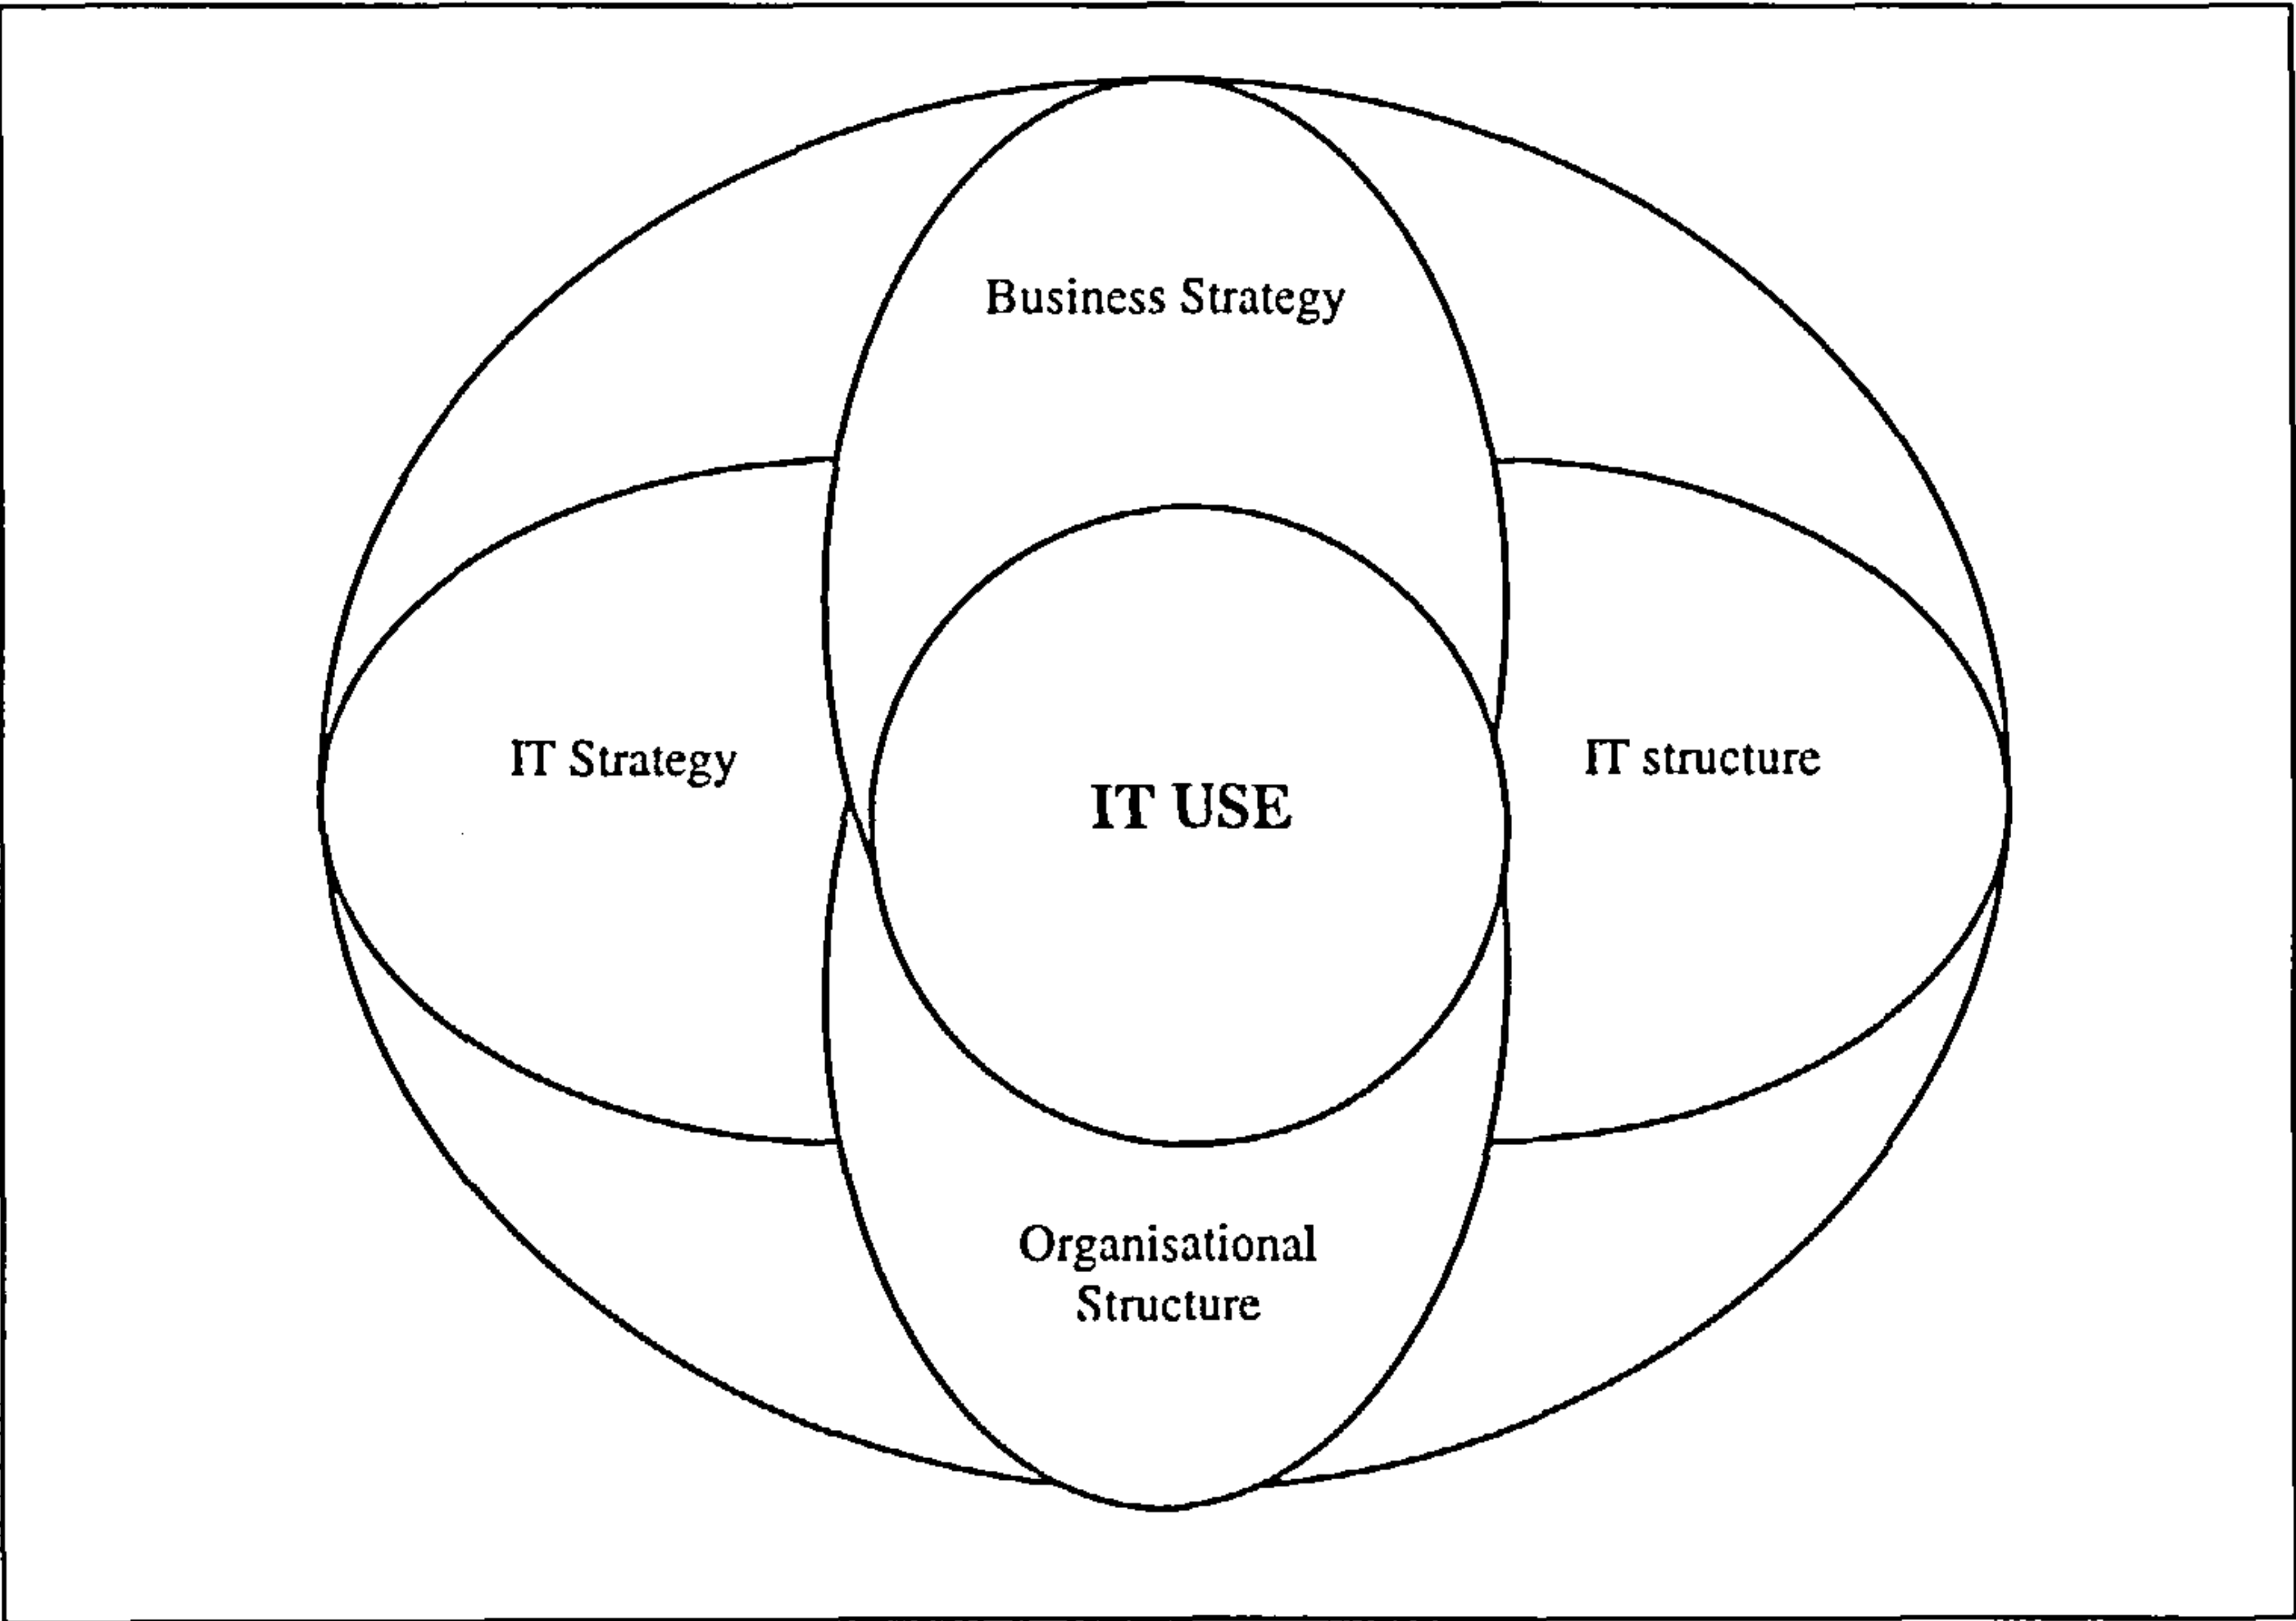 Business Strategy
IT Strategy
IT USE
IT structure
Organisational
Structure